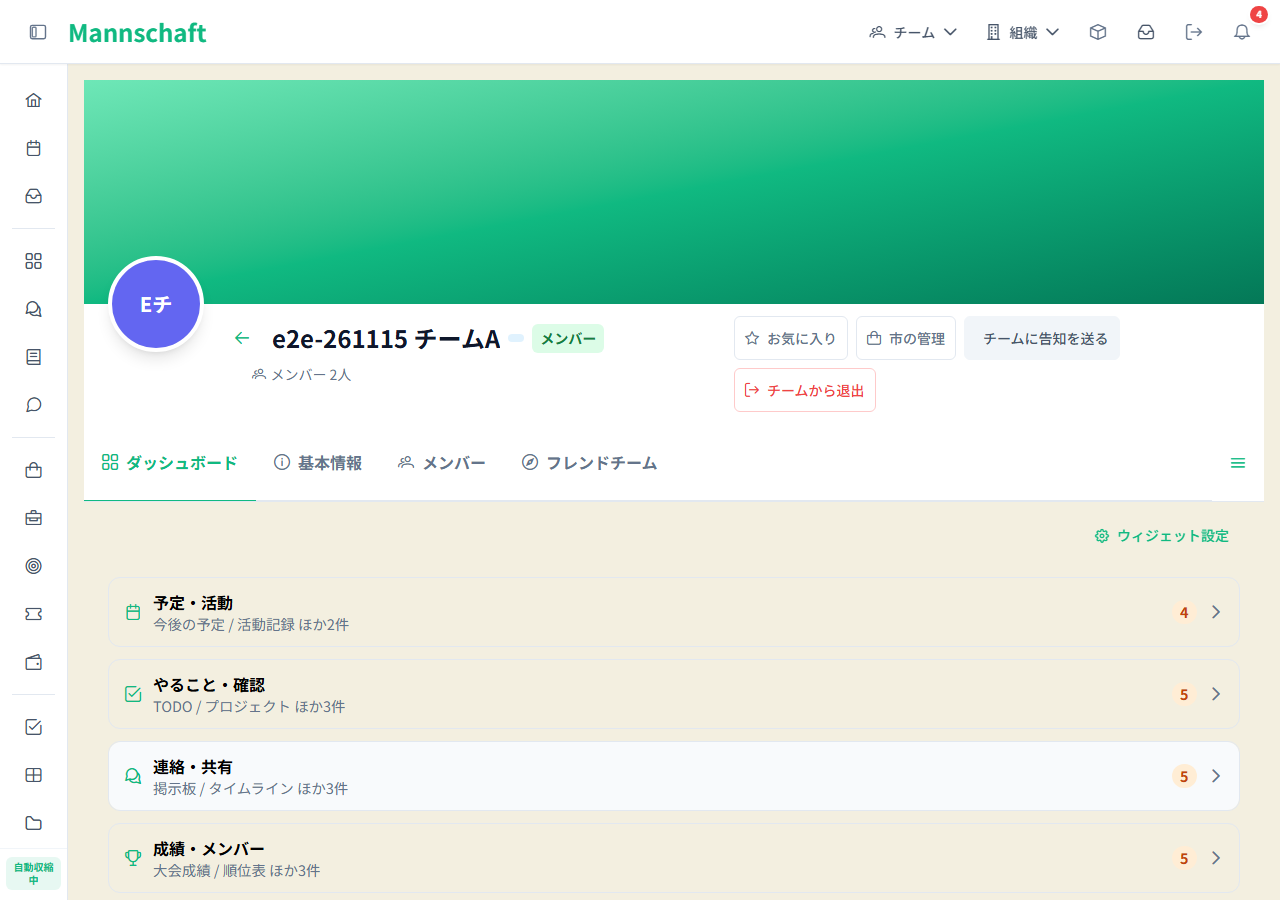 Mannschaft
チーム
組織
4
Eチ
e2e-261115 チームA
メンバー
メンバー 2人
お気に入り
市の管理
チームに告知を送る
チームから退出
ダッシュボード
基本情報
メンバー
フレンドチーム
ウィジェット設定
予定・活動
今後の予定 / 活動記録 ほか2件
4
やること・確認
TODO / プロジェクト ほか3件
5
連絡・共有
掲示板 / タイムライン ほか3件
5
成績・メンバー
大会成績 / 順位表 ほか3件
5
自動収縮
中